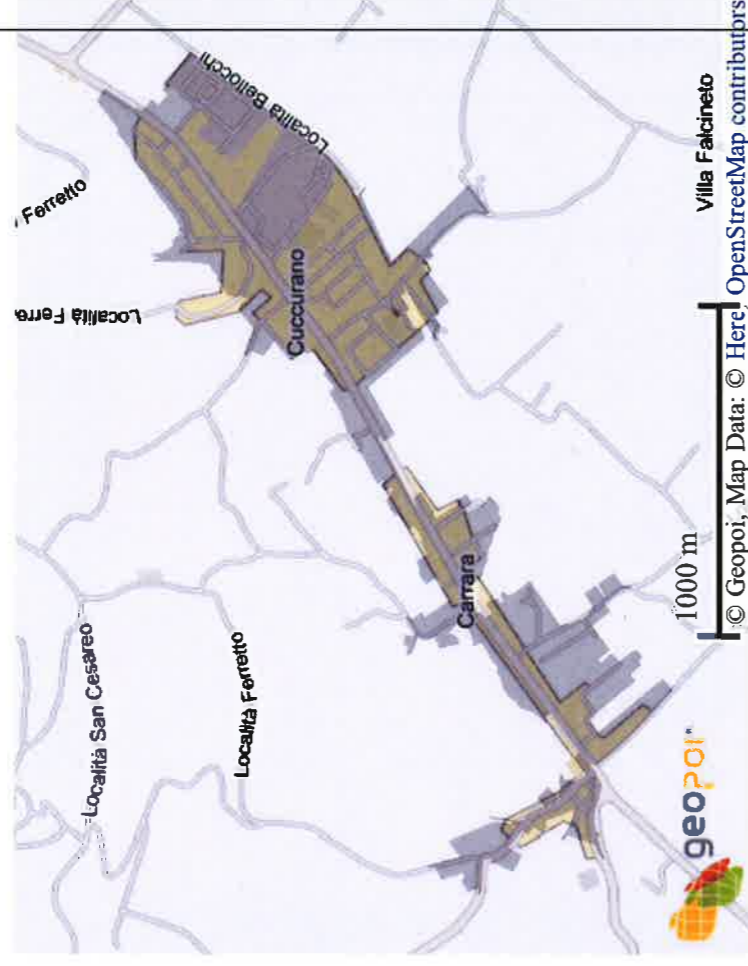 Ferretto
Località Bellocchi
Località Ferre
Cuccurano
Località San Cesareo
Località Ferretto
Carrara
Villa Falcineto
1000 m
geopoi
© Geopoi, Map Data: © Here, OpenStreetMap contributors